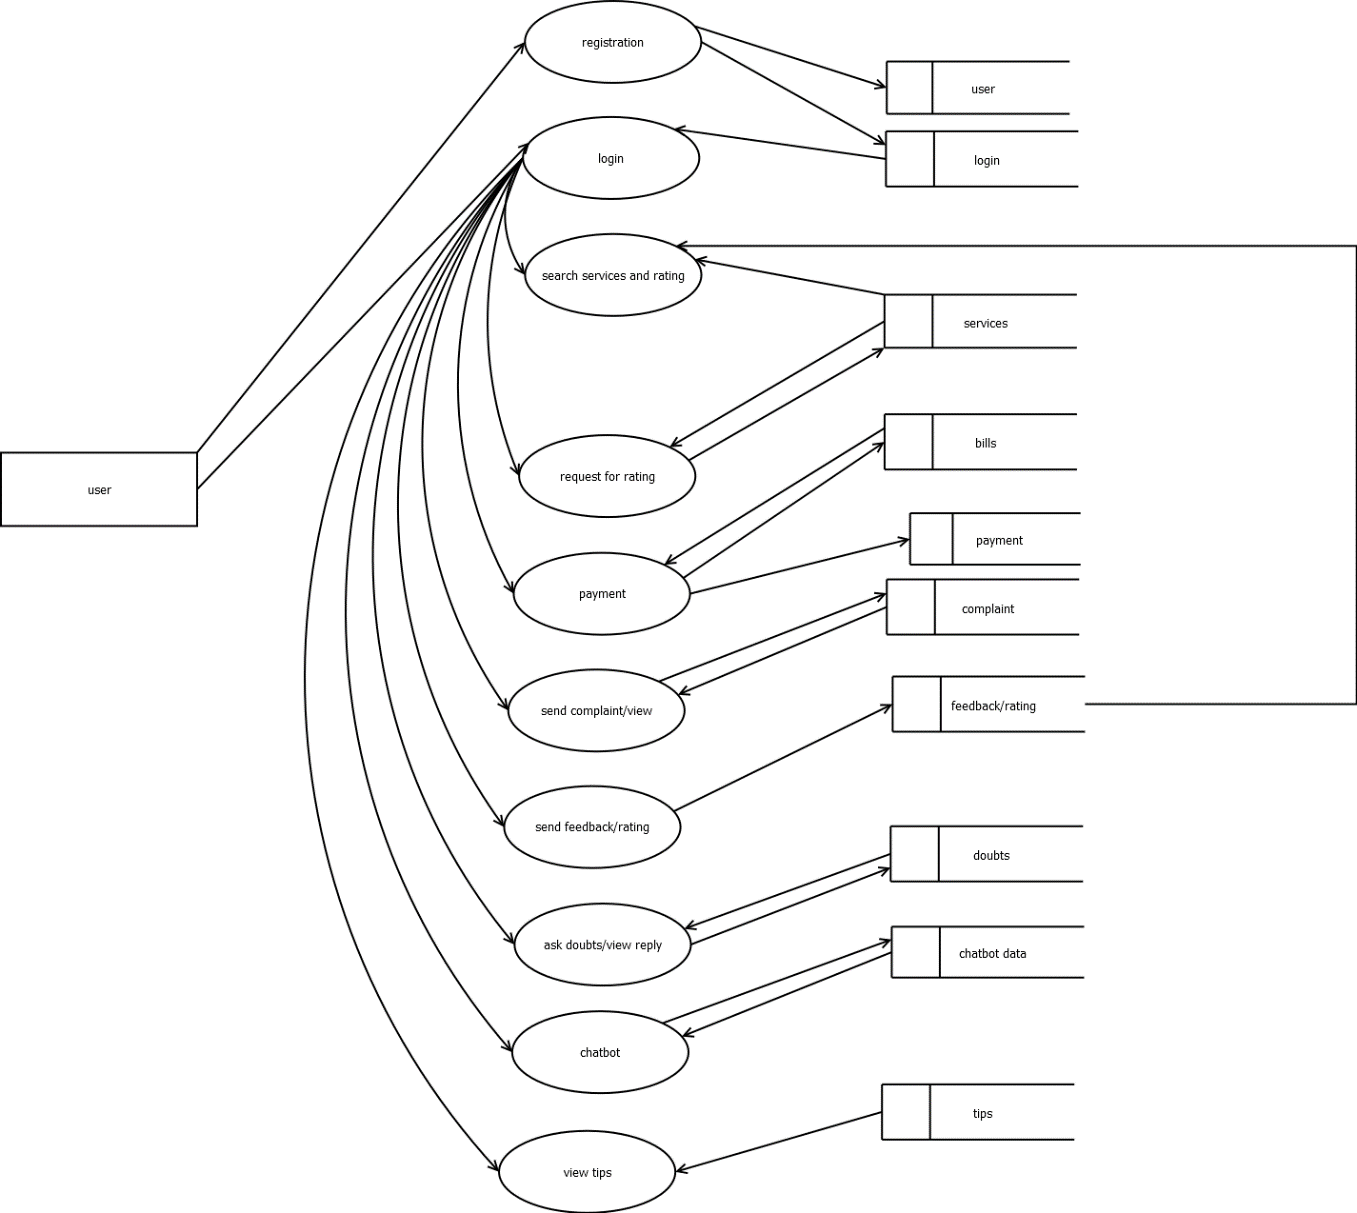 registration
user
login
login
search services and rating
services
bills
request for rating
user
payment
payment
complaint
send complaint/view
feedback/rating
send feedback/rating
doubts
ask doubts/view reply
chatbot data
chatbot
tips
view tips